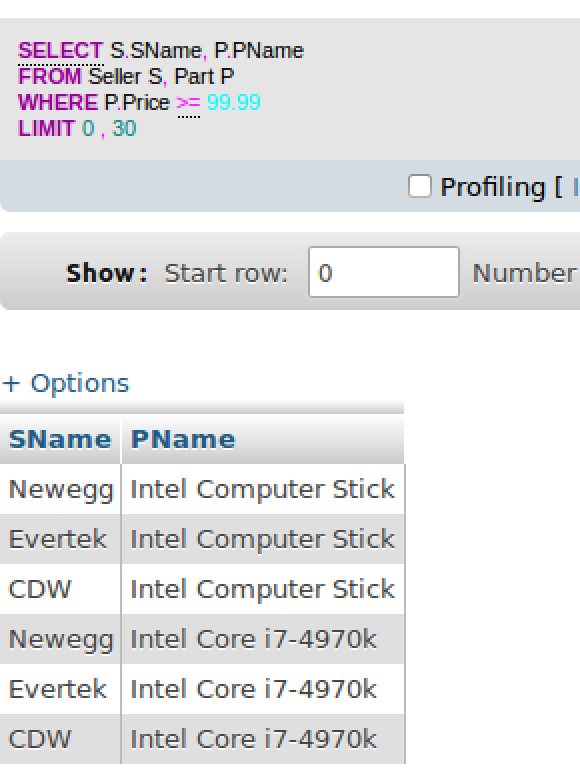 SELECT S.SName, P.PName
FROM Seller S, Part P
WHERE P.Price >= 99.99
LIMIT 0 , 30
Profiling [
Show: Start row: 0 Number
+ Options
SName PName
Newegg Intel Computer Stick
Evertek Intel Computer Stick
CDW Intel Computer Stick
Newegg Intel Core i7-4970k
Evertek Intel Core i7-4970k
CDW Intel Core i7-4970k